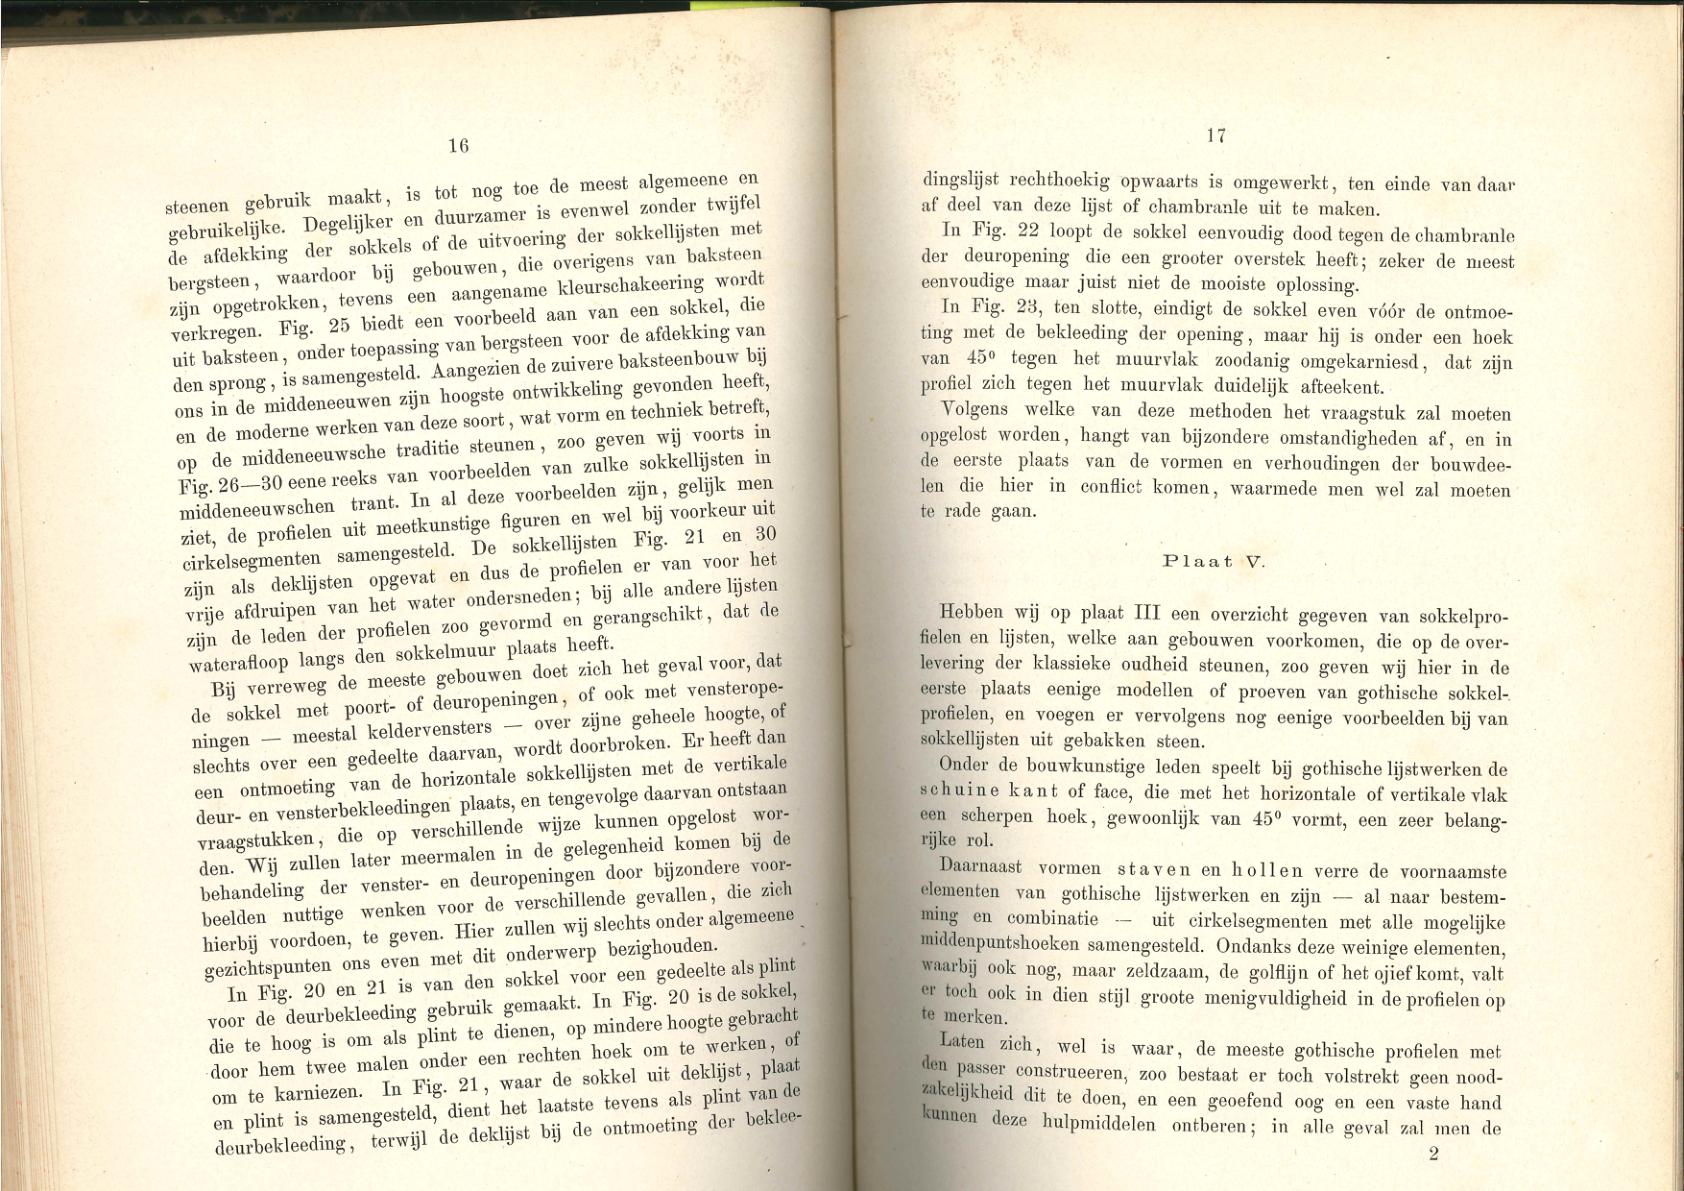 16
steenen gebruik maakt, is tot nog toe de meest algemeene en
gebruikelijke. Degelijker en duurzamer is evenwel zonder twijfel
de afdekking der sokkels of de uitvoering der sokkellijsten met
bergsteen, waardoor bij gebouwen, die overigens van baksteen
zijn opgetrokken, tevens een aangename kleurschakeering wordt
verkregen. Fig. 25 biedt een voorbeeld aan van een sokkel, die
uit baksteen, onder toepassing van bergsteen voor de afdekking van
den sprong, is samengesteld. Aangezien de zuivere baksteenbouw bij
ons in de middeneeuwen zijn hoogste ontwikkeling gevonden heeft,
en de moderne werken van deze soort, wat vorm en techniek betreft,
op de middeneeuwsche traditie steunen, zoo geven wij voorts in
Fig. 26—30 eene reeks van voorbeelden van zulke sokkellijsten in
middeneeuwschen trant. In al deze voorbeelden zijn, gelijk men
ziet, de profielen uit meetkunstige figuren en wel bij voorkeur uit
cirkelsegmenten samengesteld. De sokkellijsten Fig. 21 en 30
zijn als deklijsten opgevat en dus de profielen er van voor het
vrije afdruipen van het water ondersneden; bij alle andere lijsten
zijn de leden der profielen zoo gevormd en gerangschikt, dat de
waterafloop langs den sokkelmuur plaats heeft.
Bij verreweg de meeste gebouwen doet zich het geval voor, dat
de sokkel met poort- of deuropeningen, of ook met vensterope-
ningen — meestal keldervensters — over zijne geheele hoogte, of
slechts over een gedeelte daarvan, wordt doorbroken. Er heeft dan
een ontmoeting van de horizontale sokkellijsten met de vertikale
deur- en vensterbekleedingen plaats, en tengevolge daarvan ontstaan
vraagstukken, die op verschillende wijze kunnen opgelost wor-
den. Wij zullen later meermalen in de gelegenheid komen bij de
behandeling der venster- en deuropeningen door bijzondere voor-
beelden nuttige wenken voor de verschillende gevallen, die zich
hierbij voordoen, te geven. Hier zullen wij slechts onder algemeene
gezichtspunten ons even met dit onderwerp bezighouden.
In Fig. 20 en 21 is van den sokkel voor een gedeelte als plint
voor de deurbekleeding gebruik gemaakt. In Fig. 20 is de sokkel,
die te hoog is om als plint te dienen, op mindere hoogte gebracht
door hem twee malen onder een rechten hoek om te werken, of
om te karniezen. In Fig. 21, waar de sokkel uit deklijst, plaat
en plint is samengesteld, dient het laatste tevens als plint van de
deurbekleeding, terwijl de deklijst bij de ontmoeting der beklee-
17
dingslijst rechthoekig opwaarts is omgewerkt, ten einde van daar
af deel van deze lijst of chambranle uit te maken.
In Fig. 22 loopt de sokkel eenvoudig dood tegen de chambranle
der deuropening die een grooter overstek heeft; zeker de meest
eenvoudige maar juist niet de mooiste oplossing.
In Fig. 23, ten slotte, eindigt de sokkel even vóór de ontmoe-
ting met de bekleeding der opening, maar hij is onder een hoek
van 45⁰ tegen het muurvlak zoodanig omgekarniesd, dat zijn
profiel zich tegen het muurvlak duidelijk afteekent.
Volgens welke van deze methoden het vraagstuk zal moeten
opgelost worden, hangt van bijzondere omstandigheden af, en in
de eerste plaats van de vormen en verhoudingen der bouwdee-
len die hier in conflict komen, waarmede men wel zal moeten
te rade gaan.
Plaat V.
Hebben wij op plaat III een overzicht gegeven van sokkelpro-
fielen en lijsten, welke aan gebouwen voorkomen, die op de over-
levering der klassieke oudheid steunen, zoo geven wij hier in de
eerste plaats eenige modellen of proeven van gothische sokkel-
profielen, en voegen er vervolgens nog eenige voorbeelden bij van
sokkellijsten uit gebakken steen.
Onder de bouwkunstige leden speelt bij gothische lijstwerken de
schuine kant of face, die met het horizontale of vertikale vlak
een scherpen hoek, gewoonlijk van 45⁰ vormt, een zeer belang-
rijke rol.
Daarnaast vormen staven en hollen verre de voornaamste
elementen van gothische lijstwerken en zijn — al naar bestem-
ming en combinatie — uit cirkelsegmenten met alle mogelijke
middenpuntshoeken samengesteld. Ondanks deze weinige elementen,
waarbij ook nog, maar zeldzaam, de golflijn of het ojief komt, valt
er toch ook in dien stijl groote menigvuldigheid in de profielen op
te merken.
Laten zich, wel is waar, de meeste gothische profielen met
den passer construeeren, zoo bestaat er toch volstrekt geen nood-
zakelijkheid dit te doen, en een geoefend oog en een vaste hand
kunnen deze hulpmiddelen ontberen; in alle geval zal men de
2